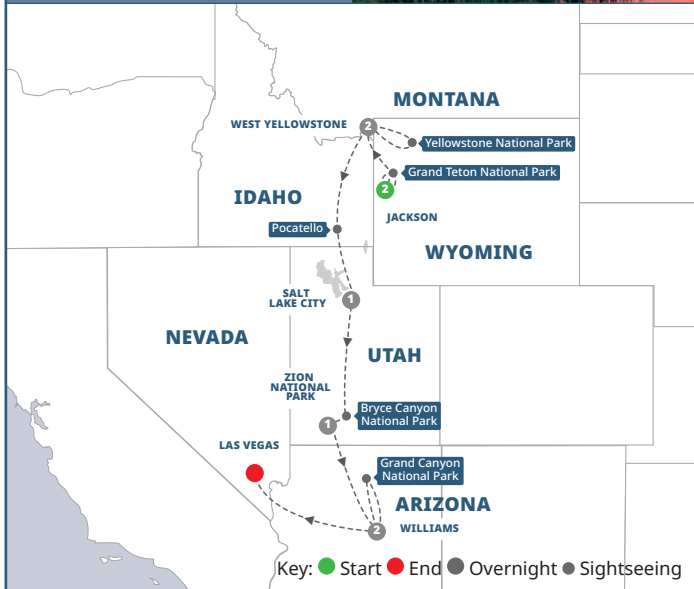 MONTANA
WEST YELLOWSTONE
2
Yellowstone National Park
Grand Teton National Park
2
IDAHO
JACKSON
Pocatello
WYOMING
SALT
LAKE CITY
1
NEVADA
UTAH
ZION
NATIONAL
PARK
Bryce Canyon
National Park
1
LAS VEGAS
Grand Canyon
National Park
ARIZONA
WILLIAMS
2
Key: Start End Overnight Sightseeing